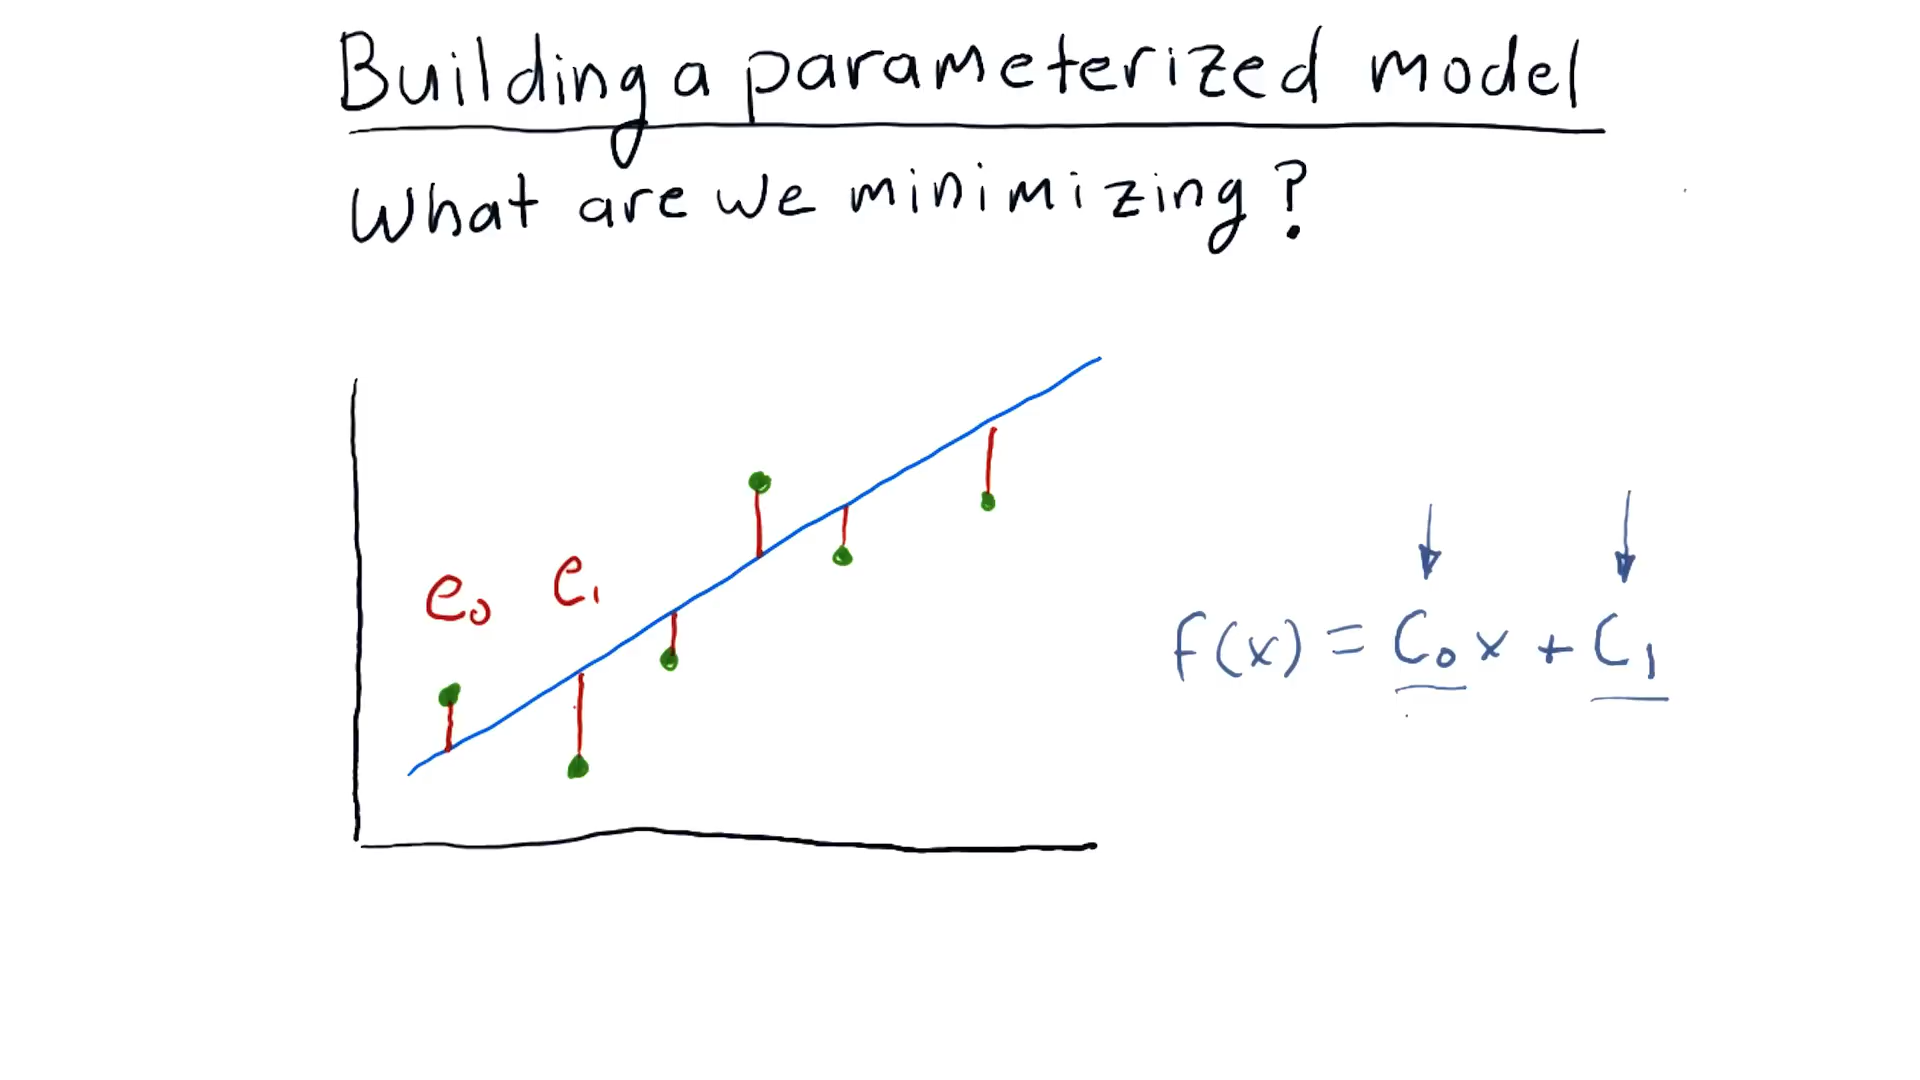 Building a parameterized model
What are we minimizing?
e₀ e₁
f(x) = C₀x + C₁